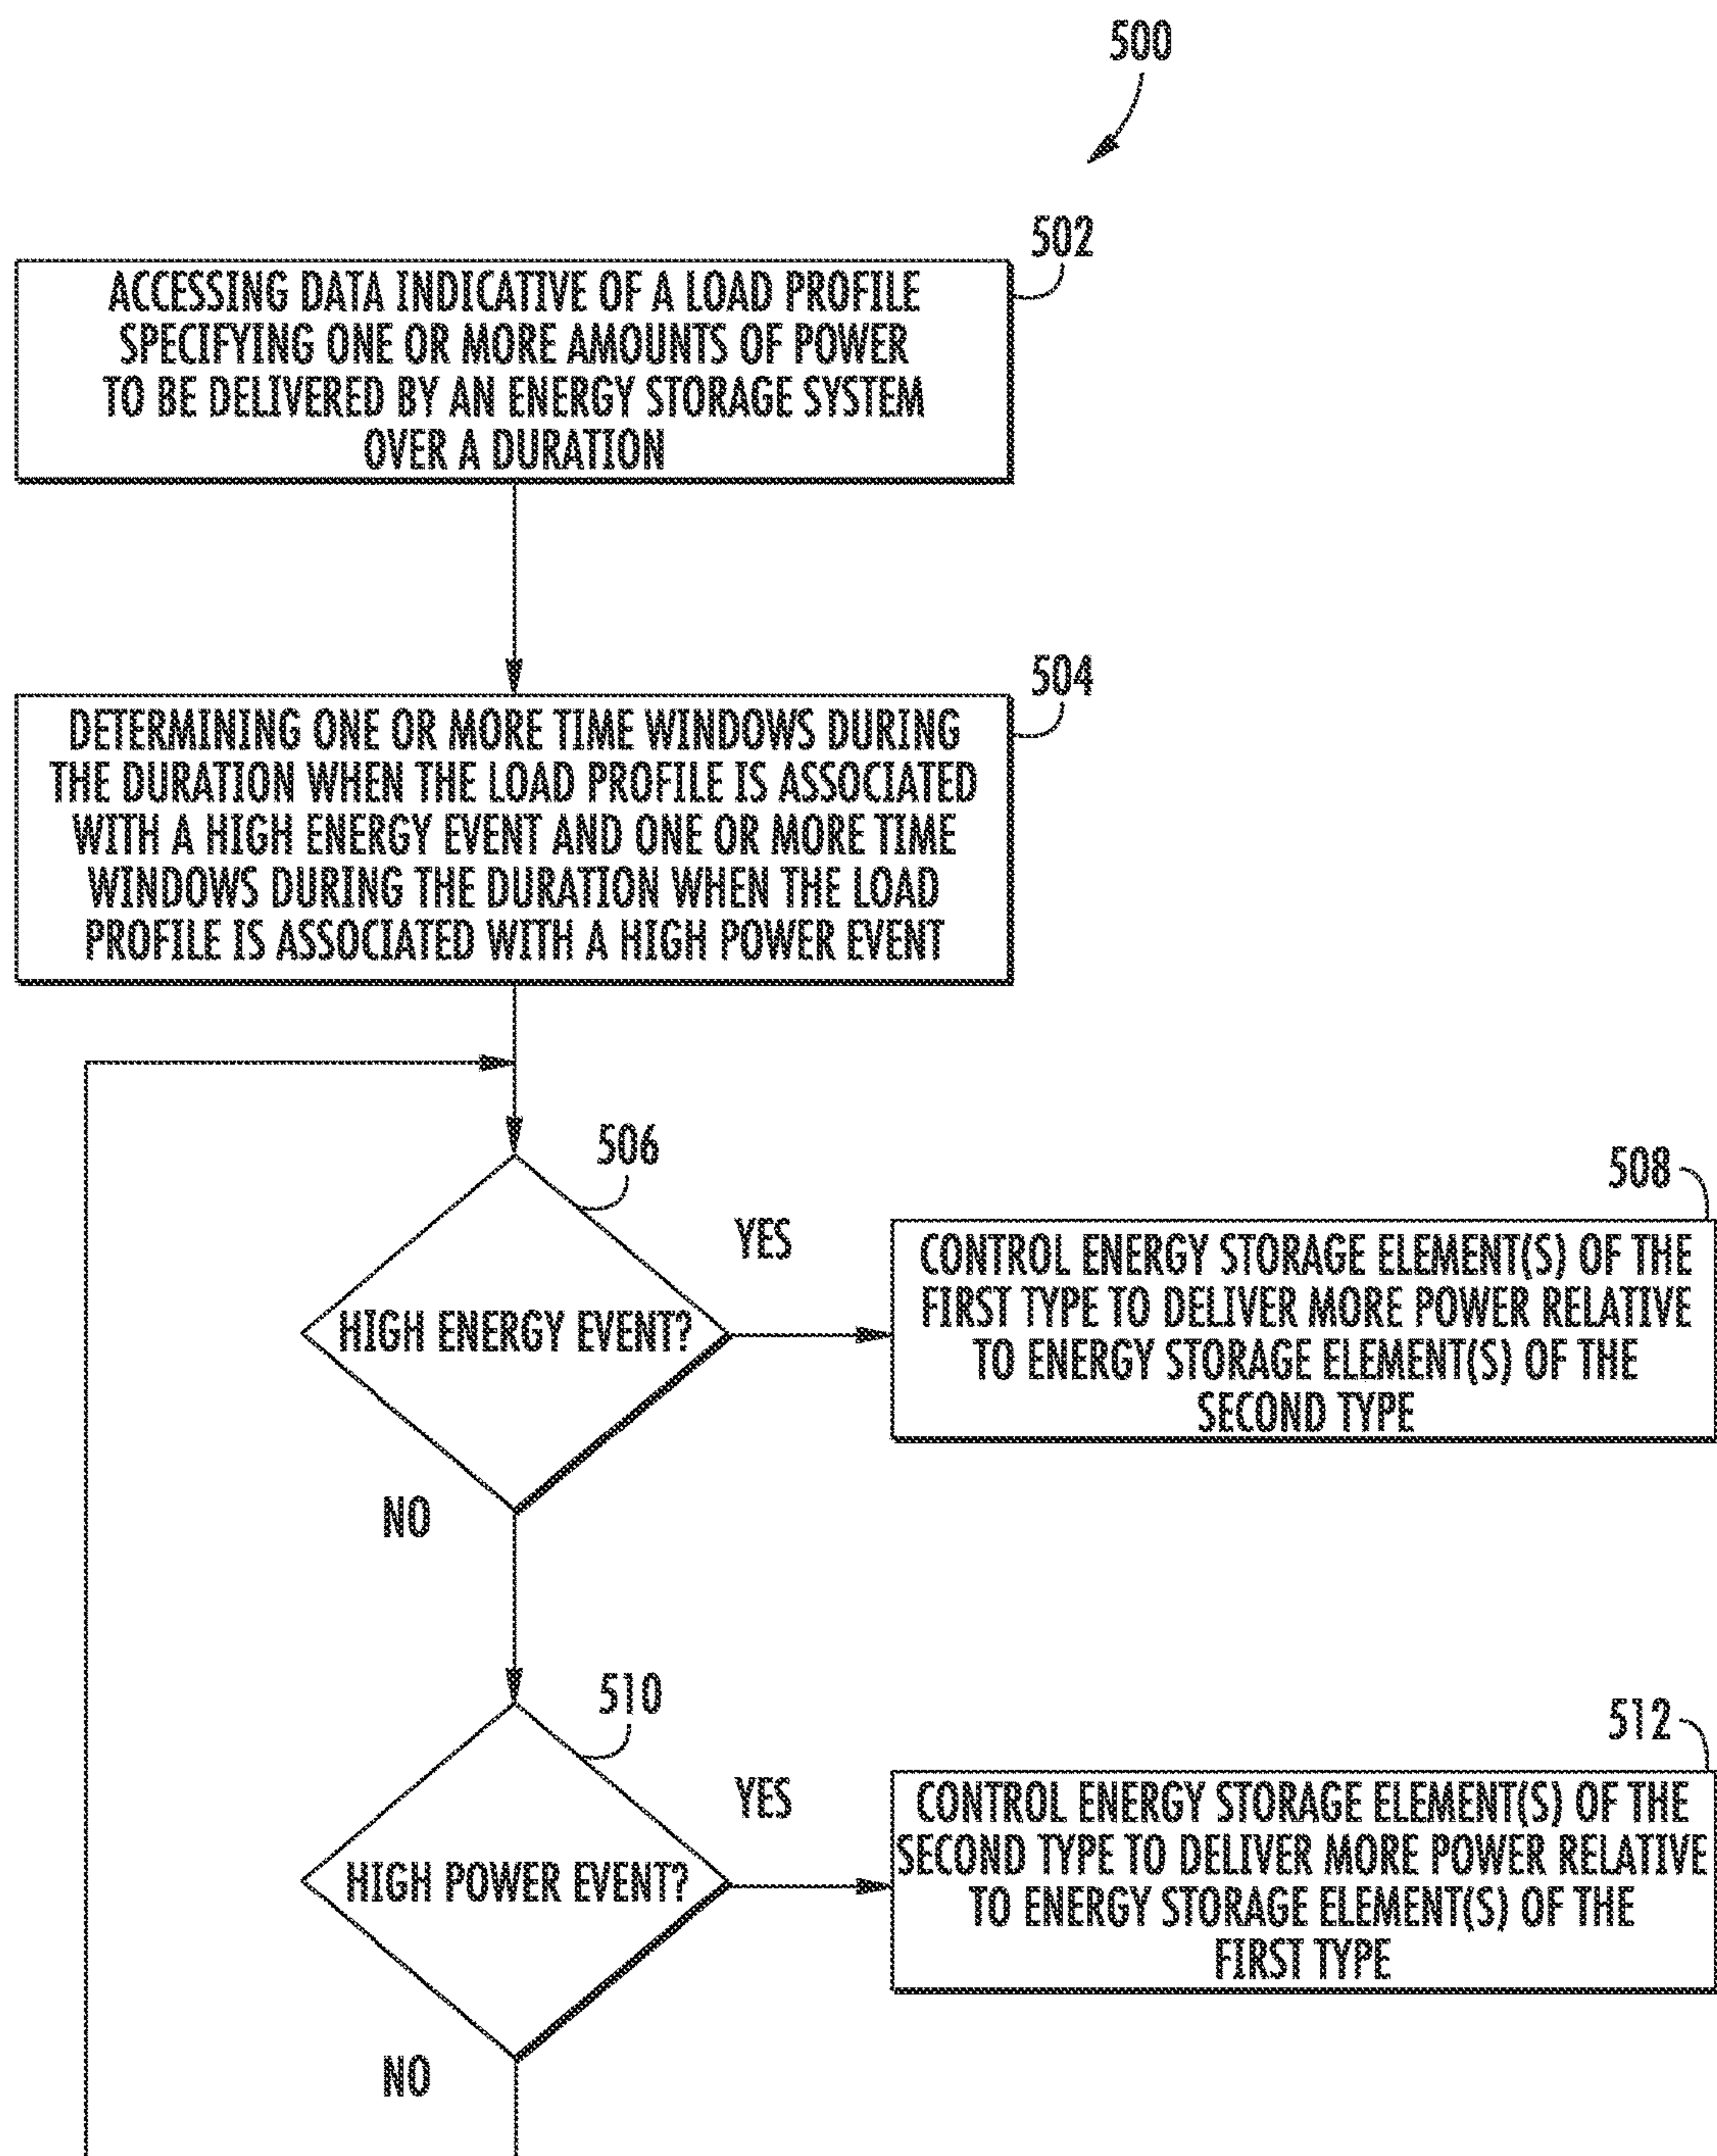 500
502
ACCESSING DATA INDICATIVE OF A LOAD PROFILE
SPECIFYING ONE OR MORE AMOUNTS OF POWER
TO BE DELIVERED BY AN ENERGY STORAGE SYSTEM
OVER A DURATION
504
DETERMINING ONE OR MORE TIME WINDOWS DURING
THE DURATION WHEN THE LOAD PROFILE IS ASSOCIATED
WITH A HIGH ENERGY EVENT AND ONE OR MORE TIME
WINDOWS DURING THE DURATION WHEN THE LOAD
PROFILE IS ASSOCIATED WITH A HIGH POWER EVENT
506
HIGH ENERGY EVENT?
YES
508
CONTROL ENERGY STORAGE ELEMENT(S) OF THE
FIRST TYPE TO DELIVER MORE POWER RELATIVE
TO ENERGY STORAGE ELEMENT(S) OF THE
SECOND TYPE
NO
510
HIGH POWER EVENT?
YES
512
CONTROL ENERGY STORAGE ELEMENT(S) OF THE
SECOND TYPE TO DELIVER MORE POWER RELATIVE
TO ENERGY STORAGE ELEMENT(S) OF THE
FIRST TYPE
NO